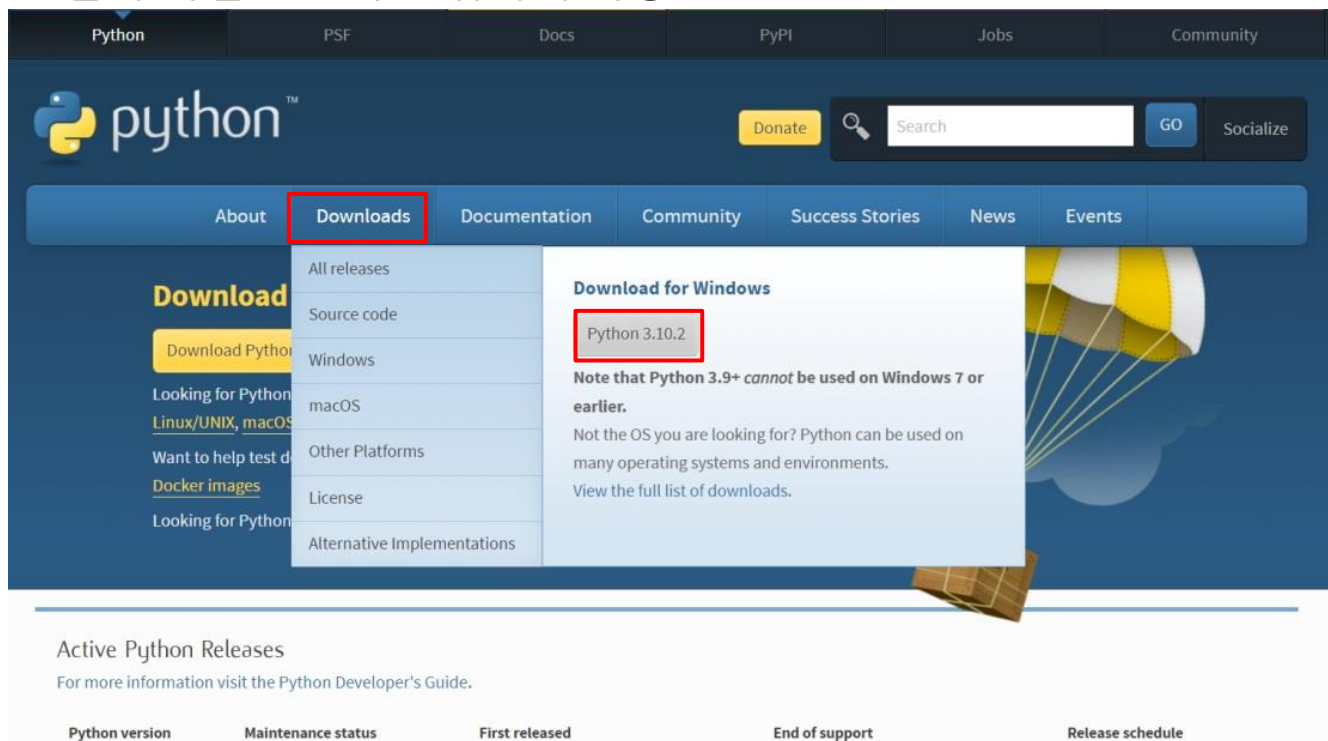 Python PSF Docs PyPI Jobs Community
python™ Donate Search GO Socialize
About Downloads Documentation Community Success Stories News Events
All releases
Source code
Windows
macOS
Other Platforms
License
Alternative Implementations
Download for Windows
Python 3.10.2
Note that Python 3.9+ cannot be used on Windows 7 or
earlier.
Not the OS you are looking for? Python can be used on
many operating systems and environments.
View the full list of downloads.
Download
Download Python
Looking for Python
Linux/UNIX, macOS
Want to help test
Docker images
Looking for Python
Active Python Releases
For more information visit the Python Developer's Guide.
Python version Maintenance status First released End of support Release schedule